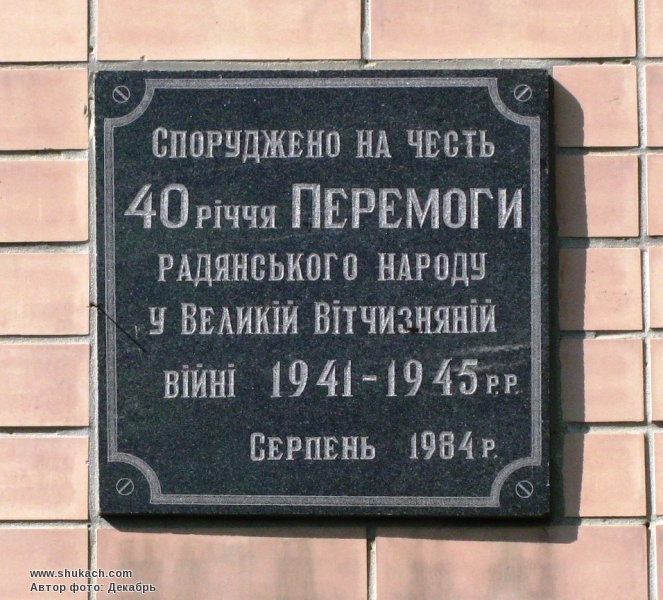 Споруджено на честь
40 річчя Перемоги
радянського народу
у Великій Вітчизняній
війні 1941-1945 р.р.
Серпень 1984 р.
www.shukach.com
Автор фото: Декабрь